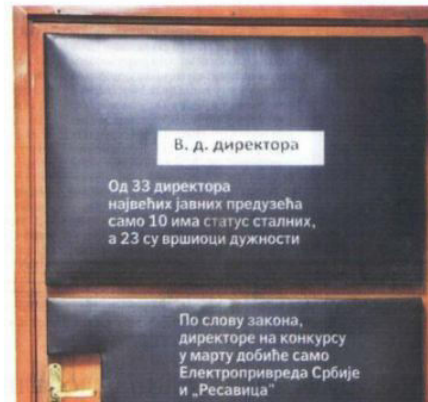 В. д. директора
Од 33 директора
највећих јавних предузећа
само 10 има статус сталних,
а 23 су вршиоци дужности
По слову закона,
директоре на конкурсу
у марту добиће само
Електропривреда Србије
и „Ресавица"